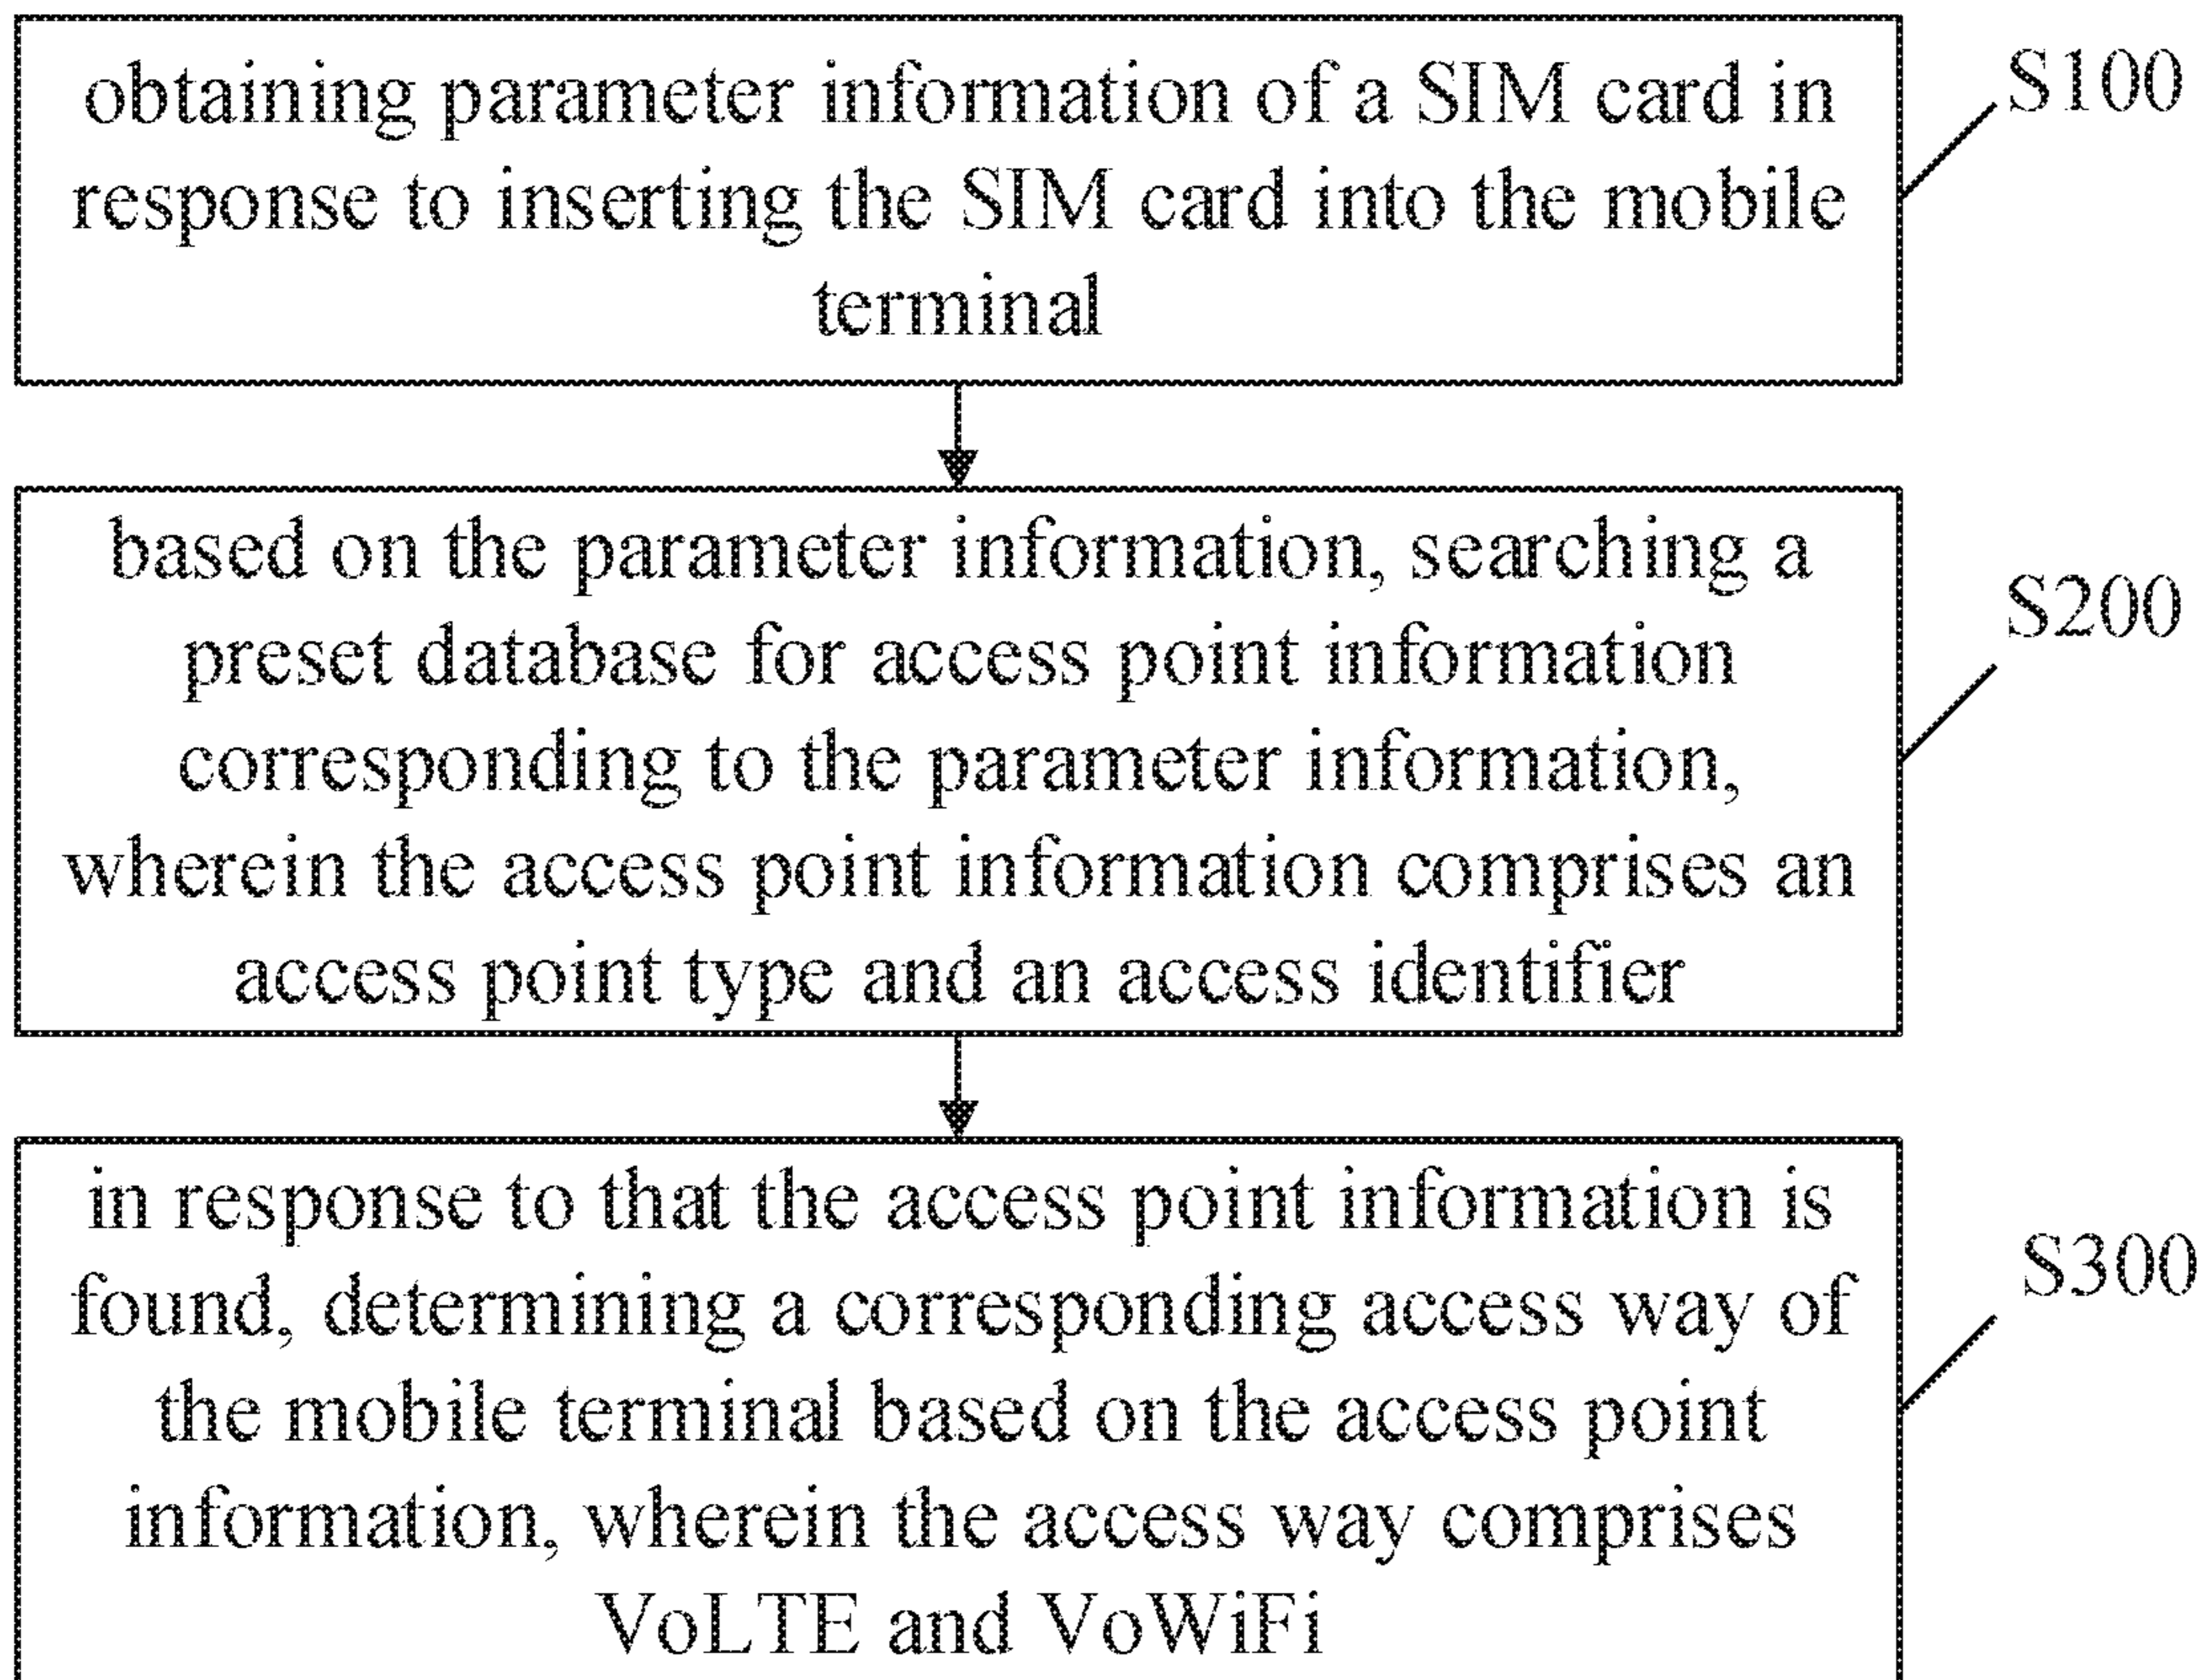 obtaining parameter information of a SIM card in
response to inserting the SIM card into the mobile
terminal
S100
based on the parameter information, searching a
preset database for access point information
corresponding to the parameter information,
wherein the access point information comprises an
access point type and an access identifier
S200
in response to that the access point information is
found, determining a corresponding access way of
the mobile terminal based on the access point
information, wherein the access way comprises
VoLTE and VoWiFi
S300